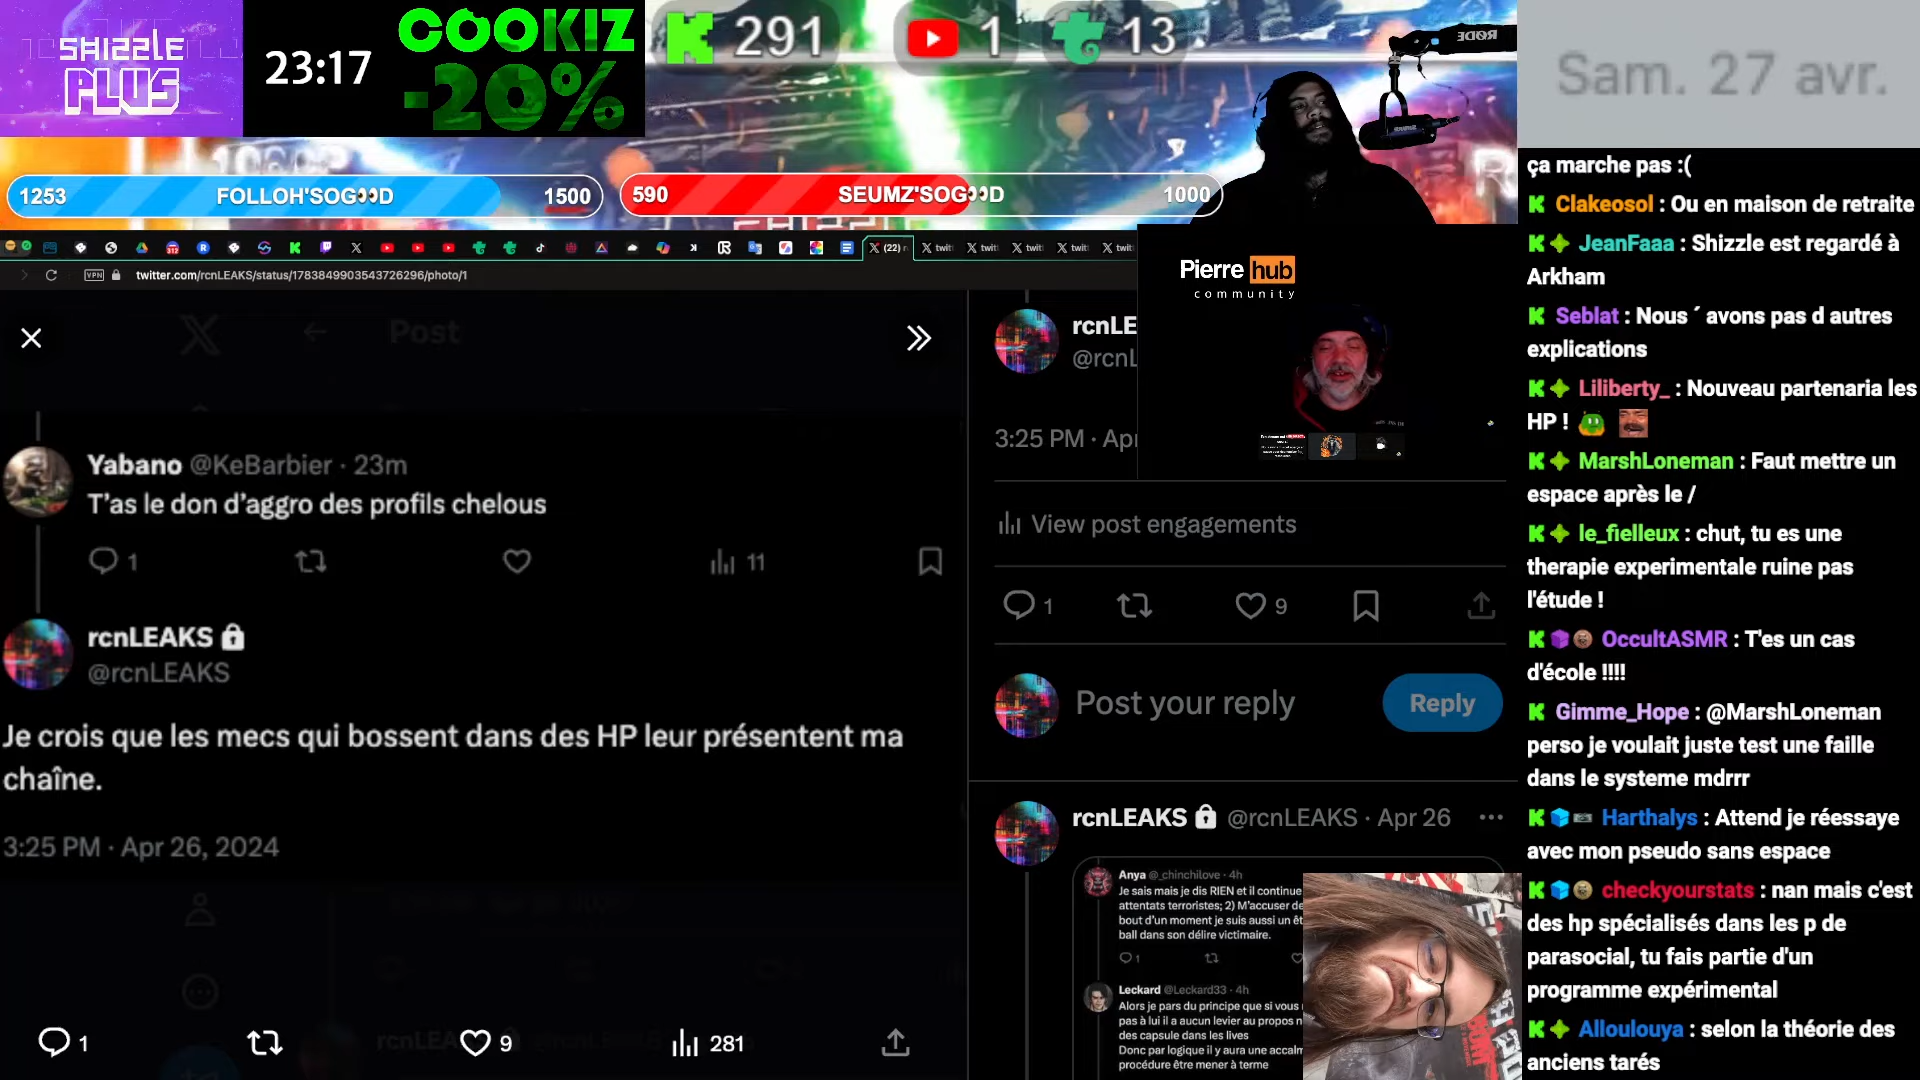 SHIZZLE
PLUS
23:17
COOKIZ
-20%
291
1
13
RØDE
Sam. 27 avr.
1253 FOLLOH'SOG👀D 1500
590 SEUMZ'SOG👀D 1000
(22)
twit
twit
twit
twit
twit
VPN
twitter.com/rcnLEAKS/status/1783849903543726296/photo/1
Post
Yabano @KeBarbier · 23m
T'as le don d'aggro des profils chelous
1
11
rcnLEAKS
@rcnLEAKS
Je crois que les mecs qui bossent dans des HP leur présentent ma
chaîne.
3:25 PM · Apr 26, 2024
1
9
281
Pierre hub
community
rcnLE
@rcnL
3:25 PM · Apr
View post engagements
1
9
Post your reply
Reply
rcnLEAKS @rcnLEAKS · Apr 26
Anya @_chinchilove · 4h
Je sais mais je dis RIEN et il continue
attentats terroristes; 2) M'accuser de
bout d'un moment je suis aussi un êt
ball dans son délire victimaire.
1
Leckard @Leckard33 · 4h
Alors je pars du principe que si vous
pas à lui il a aucun levier au propos n
des capsule dans les lives
Donc par logique il y aura une accalm
procédure être mener à terme
ça marche pas :(
Clakeosol : Ou en maison de retraite
JeanFaaa : Shizzle est regardé à
Arkham
Seblat : Nous ´ avons pas d autres
explications
Liliberty_ : Nouveau partenaria les
HP !
MarshLoneman : Faut mettre un
espace après le /
le_fielleux : chut, tu es une
therapie experimentale ruine pas
l'étude !
OccultASMR : T'es un cas
d'école !!!!
Gimme_Hope : @MarshLoneman
perso je voulait juste test une faille
dans le systeme mdrrr
Harthalys : Attend je réessaye
avec mon pseudo sans espace
checkyourstats : nan mais c'est
des hp spécialisés dans les p de
parasocial, tu fais partie d'un
programme expérimental
Alloulouya : selon la théorie des
anciens tarés